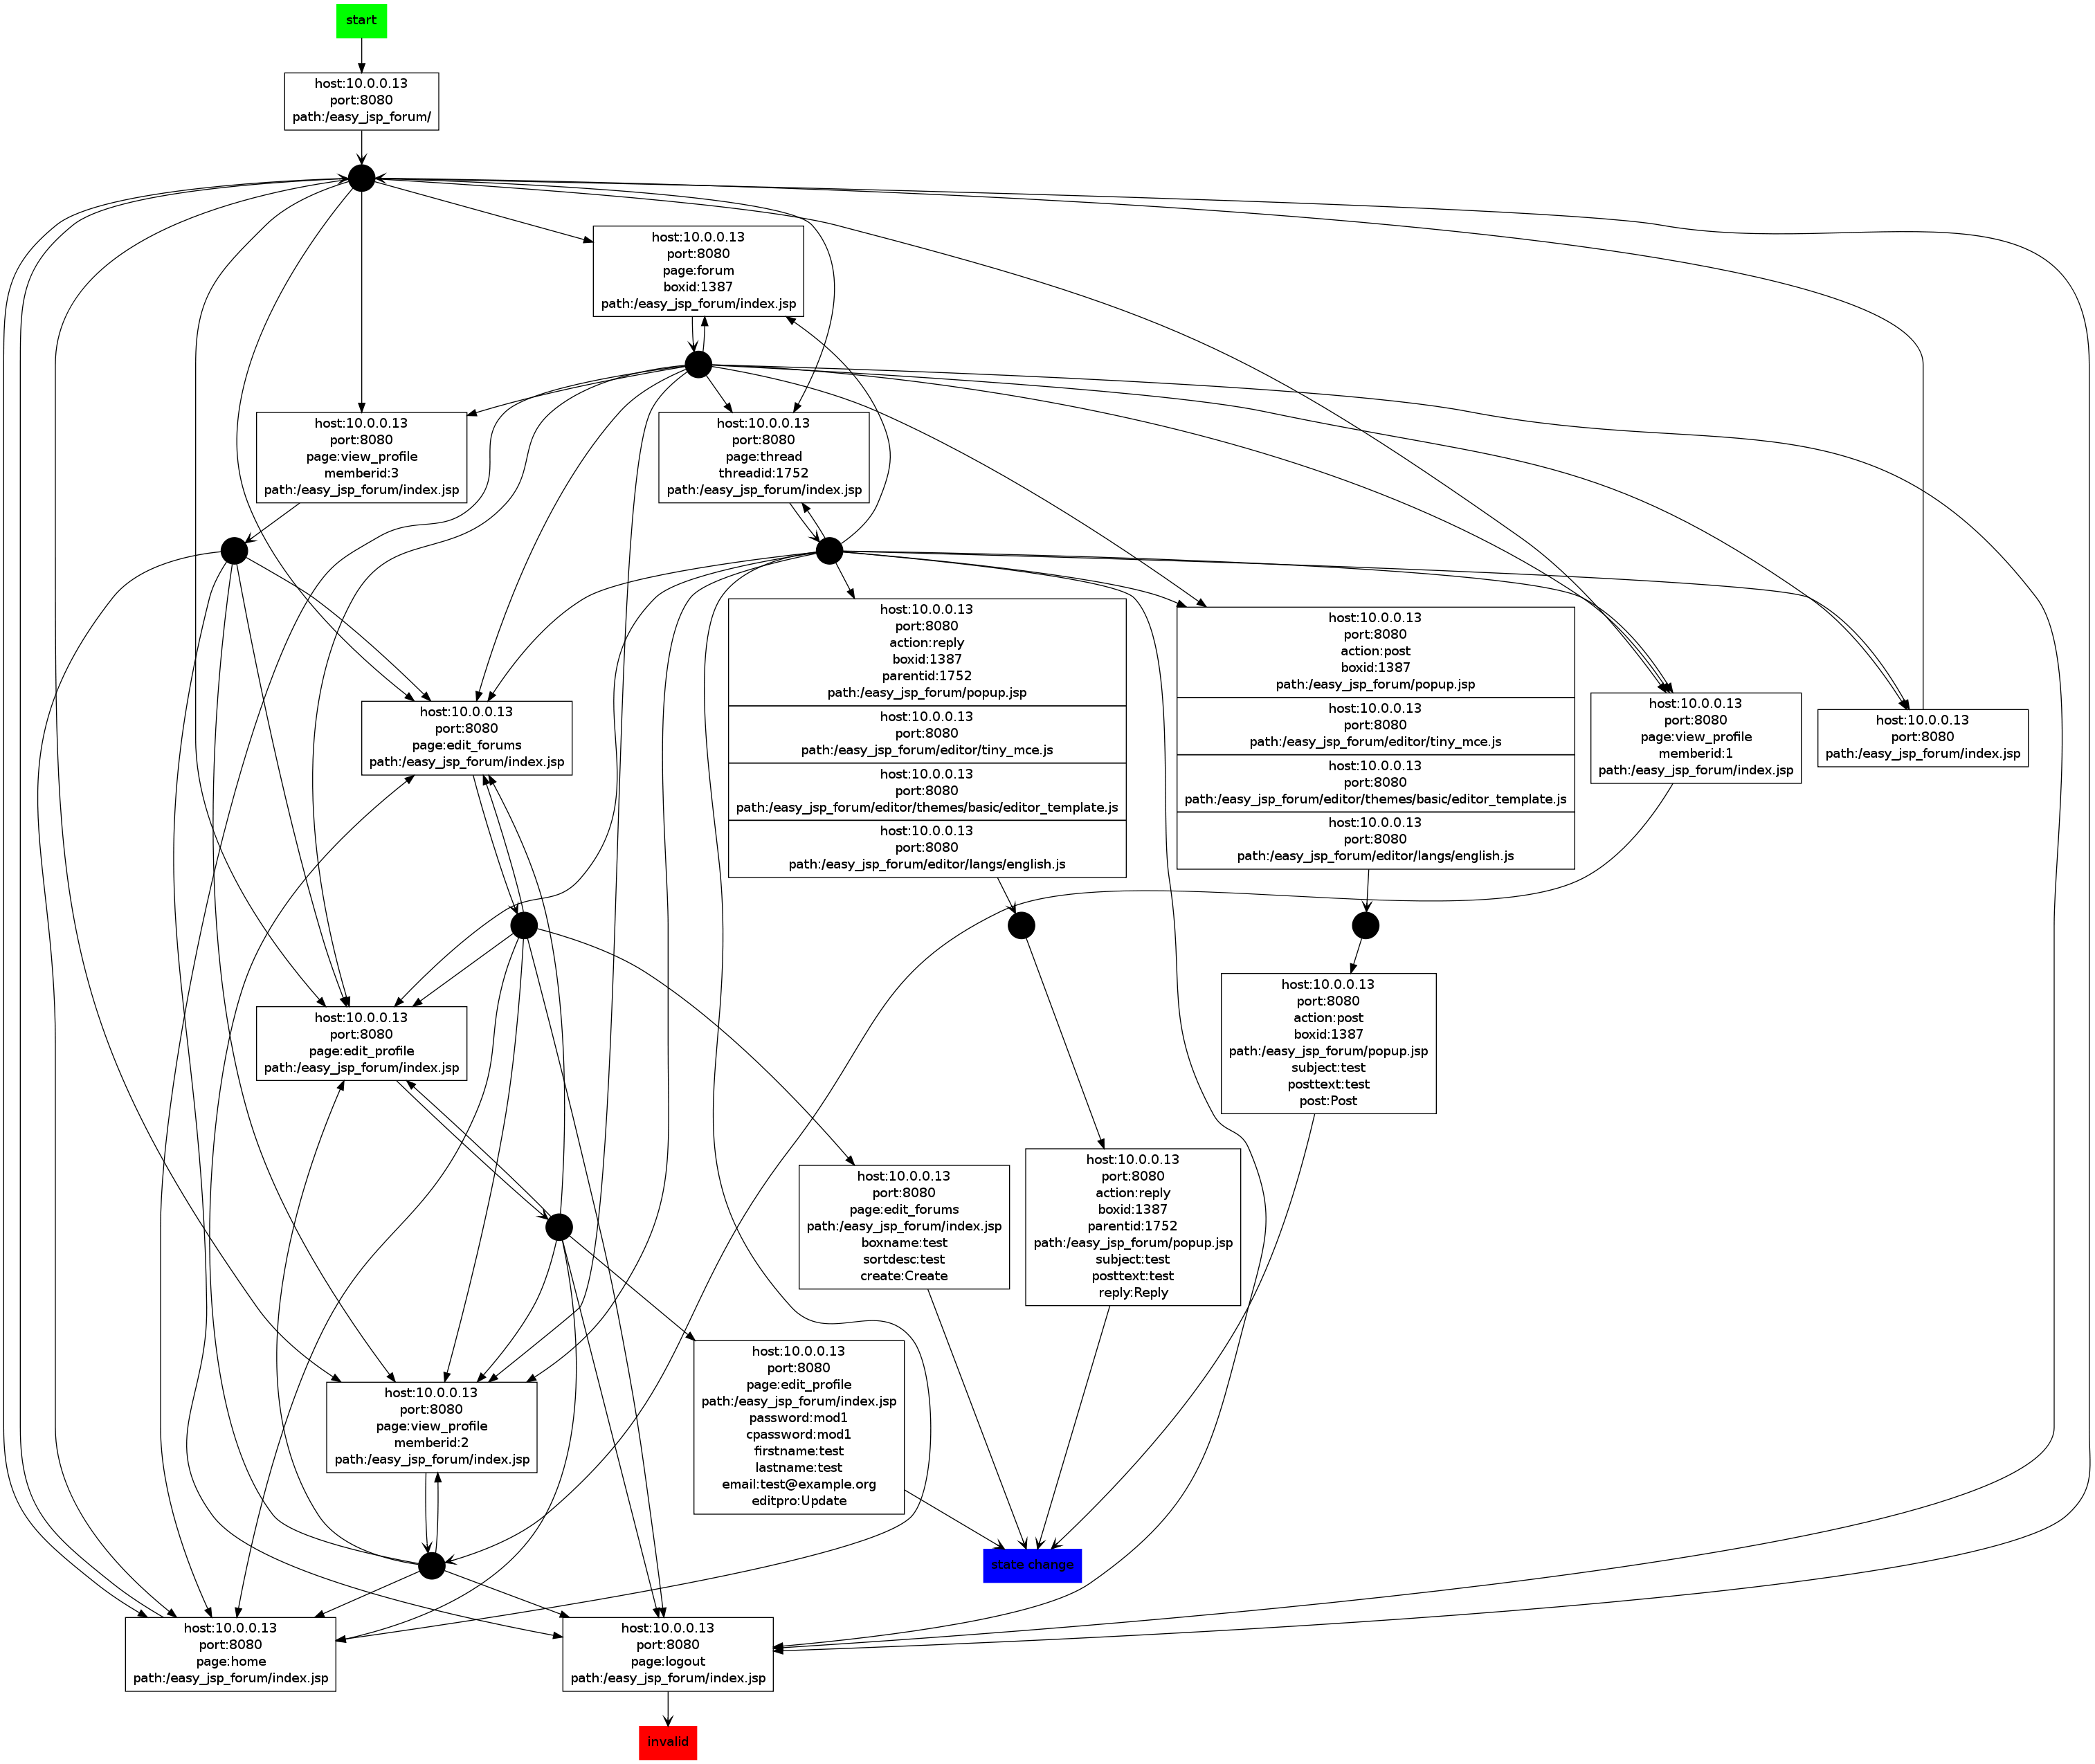 start
host:10.0.0.13
port:8080
path:/easy_jsp_forum/
host:10.0.0.13
port:8080
page:forum
boxid:1387
path:/easy_jsp_forum/index.jsp
host:10.0.0.13
port:8080
page:view_profile
memberid:3
path:/easy_jsp_forum/index.jsp
host:10.0.0.13
port:8080
page:thread
threadid:1752
path:/easy_jsp_forum/index.jsp
host:10.0.0.13
port:8080
action:reply
boxid:1387
parentid:1752
path:/easy_jsp_forum/popup.jsp
host:10.0.0.13
port:8080
path:/easy_jsp_forum/editor/tiny_mce.js
host:10.0.0.13
port:8080
path:/easy_jsp_forum/editor/themes/basic/editor_template.js
host:10.0.0.13
port:8080
path:/easy_jsp_forum/editor/langs/english.js
host:10.0.0.13
port:8080
action:post
boxid:1387
path:/easy_jsp_forum/popup.jsp
host:10.0.0.13
port:8080
path:/easy_jsp_forum/editor/tiny_mce.js
host:10.0.0.13
port:8080
path:/easy_jsp_forum/editor/themes/basic/editor_template.js
host:10.0.0.13
port:8080
path:/easy_jsp_forum/editor/langs/english.js
host:10.0.0.13
port:8080
page:view_profile
memberid:1
path:/easy_jsp_forum/index.jsp
host:10.0.0.13
port:8080
path:/easy_jsp_forum/index.jsp
host:10.0.0.13
port:8080
page:edit_forums
path:/easy_jsp_forum/index.jsp
host:10.0.0.13
port:8080
page:edit_profile
path:/easy_jsp_forum/index.jsp
host:10.0.0.13
port:8080
action:post
boxid:1387
path:/easy_jsp_forum/popup.jsp
subject:test
posttext:test
post:Post
host:10.0.0.13
port:8080
page:edit_forums
path:/easy_jsp_forum/index.jsp
boxname:test
sortdesc:test
create:Create
host:10.0.0.13
port:8080
action:reply
boxid:1387
parentid:1752
path:/easy_jsp_forum/popup.jsp
subject:test
posttext:test
reply:Reply
host:10.0.0.13
port:8080
page:edit_profile
path:/easy_jsp_forum/index.jsp
password:mod1
cpassword:mod1
firstname:test
lastname:test
email:test@example.org
editpro:Update
host:10.0.0.13
port:8080
page:view_profile
memberid:2
path:/easy_jsp_forum/index.jsp
state change
host:10.0.0.13
port:8080
page:home
path:/easy_jsp_forum/index.jsp
host:10.0.0.13
port:8080
page:logout
path:/easy_jsp_forum/index.jsp
invalid